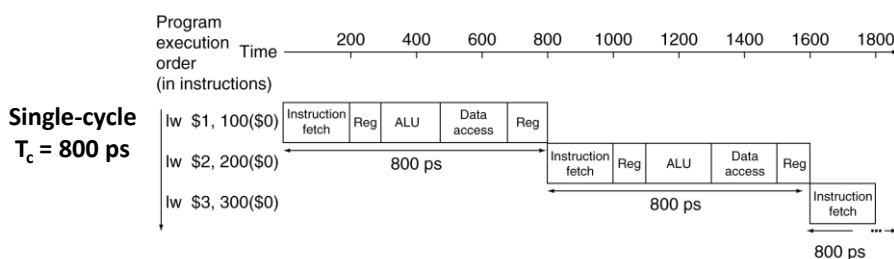 Program
execution
order
(in instructions)
Time
200 400 600 800 1000 1200 1400 1600 1800
Single-cycle
T_c = 800 ps
lw $1, 100($0)
Instruction
fetch
Reg
ALU
Data
access
Reg
800 ps
lw $2, 200($0)
Instruction
fetch
Reg
ALU
Data
access
Reg
800 ps
lw $3, 300($0)
Instruction
fetch
...
800 ps